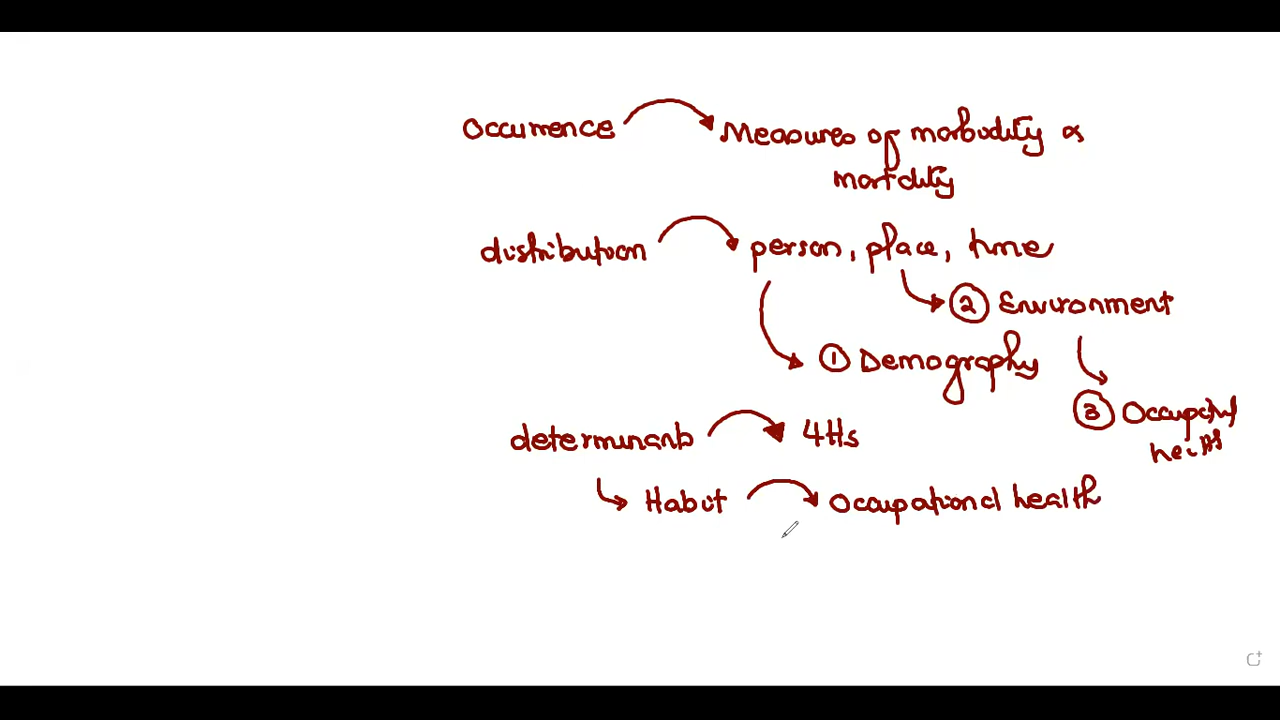 Occurrence Measures of morbidity &
mortality
distribution person, place, time
② Environment
① Demography
③ Occupational
health
determinants 4Hs
Habit Occupational health